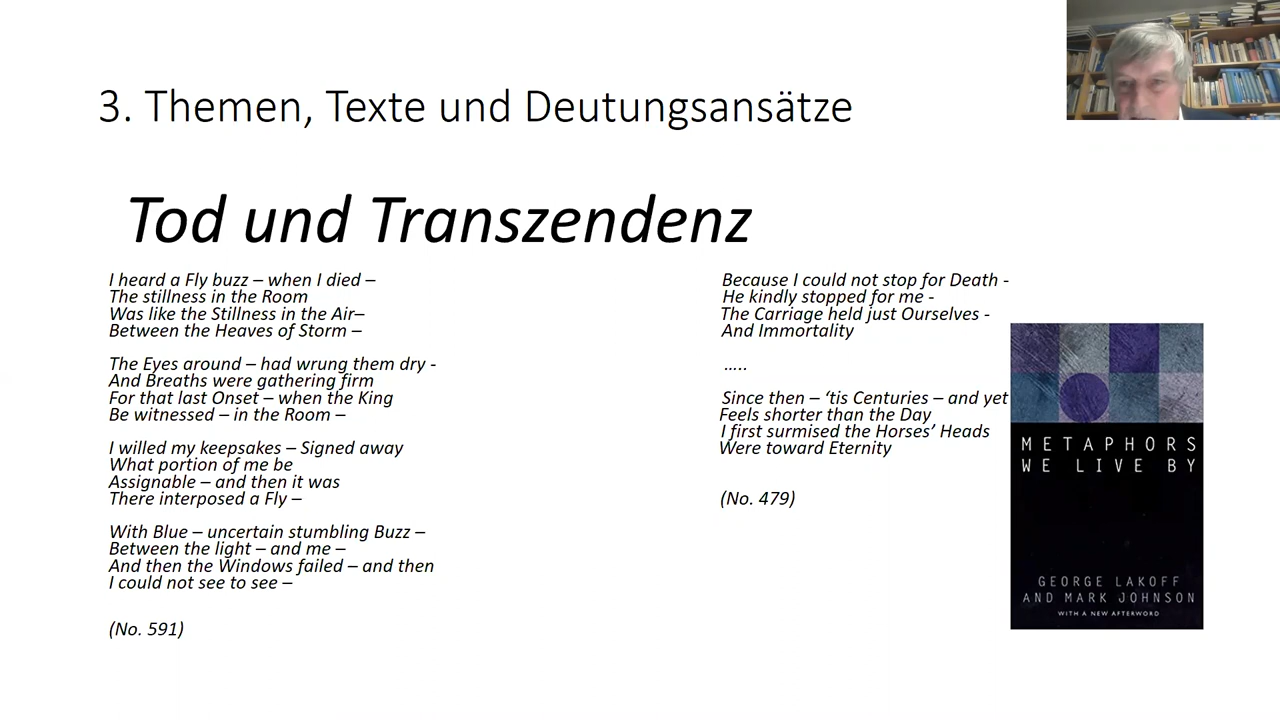 3. Themen, Texte und Deutungsansätze
Tod und Transzendenz
I heard a Fly buzz – when I died –
The stillness in the Room
Was like the Stillness in the Air–
Between the Heaves of Storm –
The Eyes around – had wrung them dry -
And Breaths were gathering firm
For that last Onset – when the King
Be witnessed – in the Room –
I willed my keepsakes – Signed away
What portion of me be
Assignable – and then it was
There interposed a Fly –
With Blue – uncertain stumbling Buzz –
Between the light – and me –
And then the Windows failed – and then
I could not see to see –
(No. 591)
Because I could not stop for Death -
He kindly stopped for me -
The Carriage held just Ourselves -
And Immortality
.....
Since then – ‘tis Centuries – and yet
Feels shorter than the Day
I first surmised the Horses’ Heads
Were toward Eternity
(No. 479)
METAPHORS
WE LIVE BY
GEORGE LAKOFF
AND MARK JOHNSON
WITH A NEW AFTERWORD